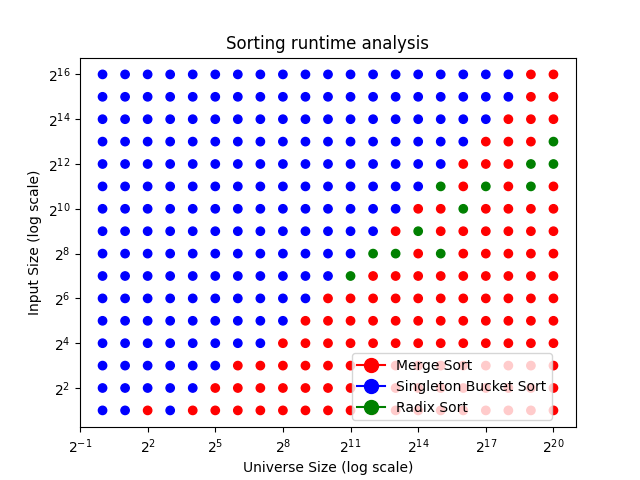 Sorting runtime analysis
Input Size (log scale)
2^16
2^14
2^12
2^10
2^8
2^6
2^4
2^2
Merge Sort
Singleton Bucket Sort
Radix Sort
2^−1 2^2 2^5 2^8 2^11 2^14 2^17 2^20
Universe Size (log scale)